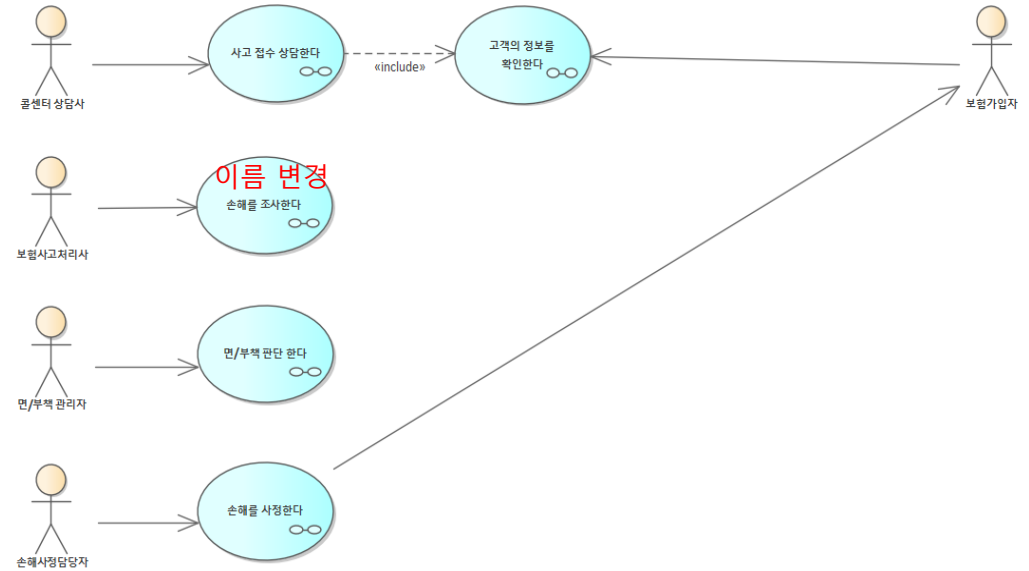 사고 접수 상담한다
«include»
고객의 정보를
확인한다
콜센터 상담사
보험가입자
이름 변경
손해를 조사한다
보험사고처리사
면/부책 판단 한다
면/부책 관리자
손해를 사정한다
손해사정담당자